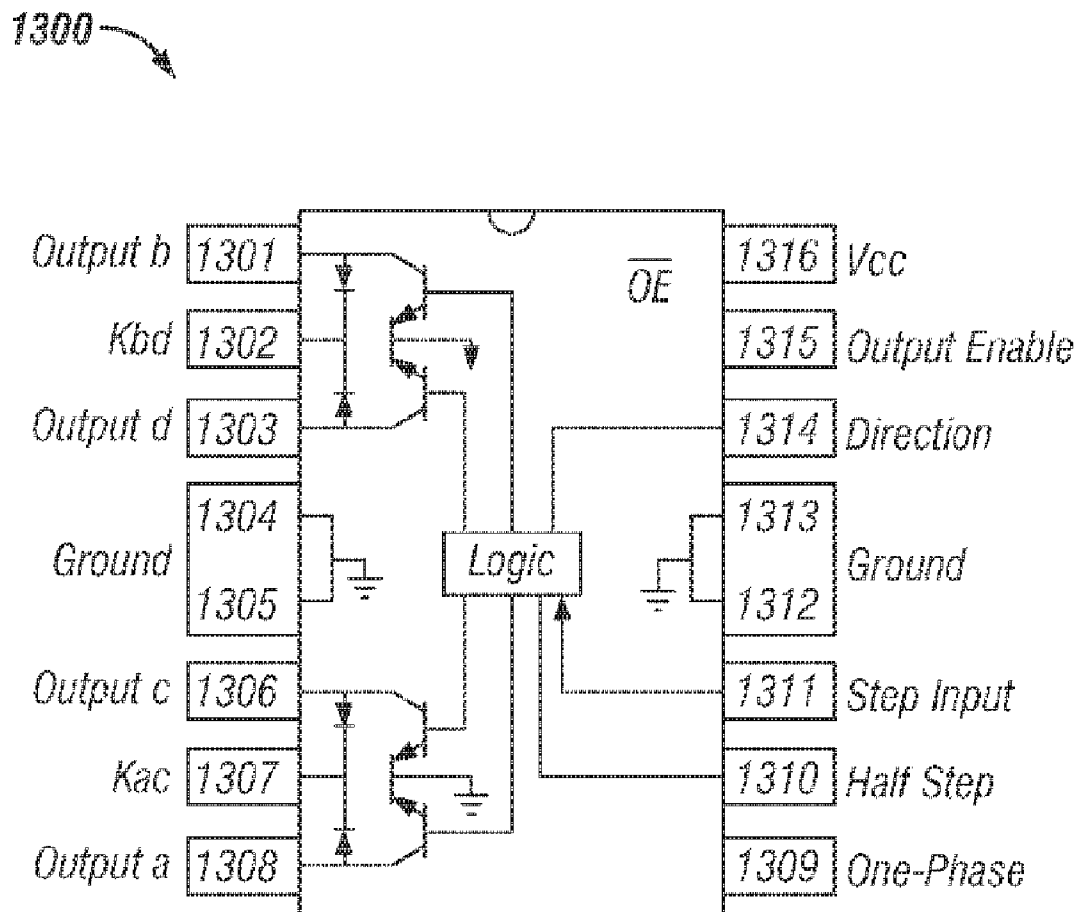 1300
Output b 1301
Kbd 1302
Output d 1303
1304
Ground
1305
Output c 1306
Kac 1307
Output a 1308
OE
Logic
1316 Vcc
1315 Output Enable
1314 Direction
1313
Ground
1312
1311 Step Input
1310 Half Step
1309 One-Phase